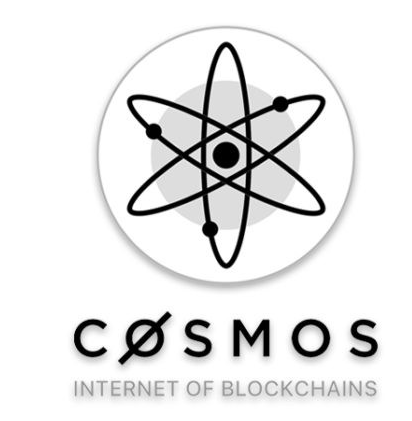 CØSMOS
INTERNET OF BLOCKCHAINS